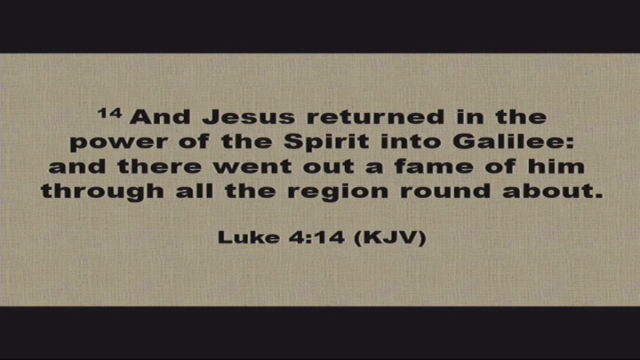 14 And Jesus returned in the
power of the Spirit into Galilee:
and there went out a fame of him
through all the region round about.
Luke 4:14 (KJV)